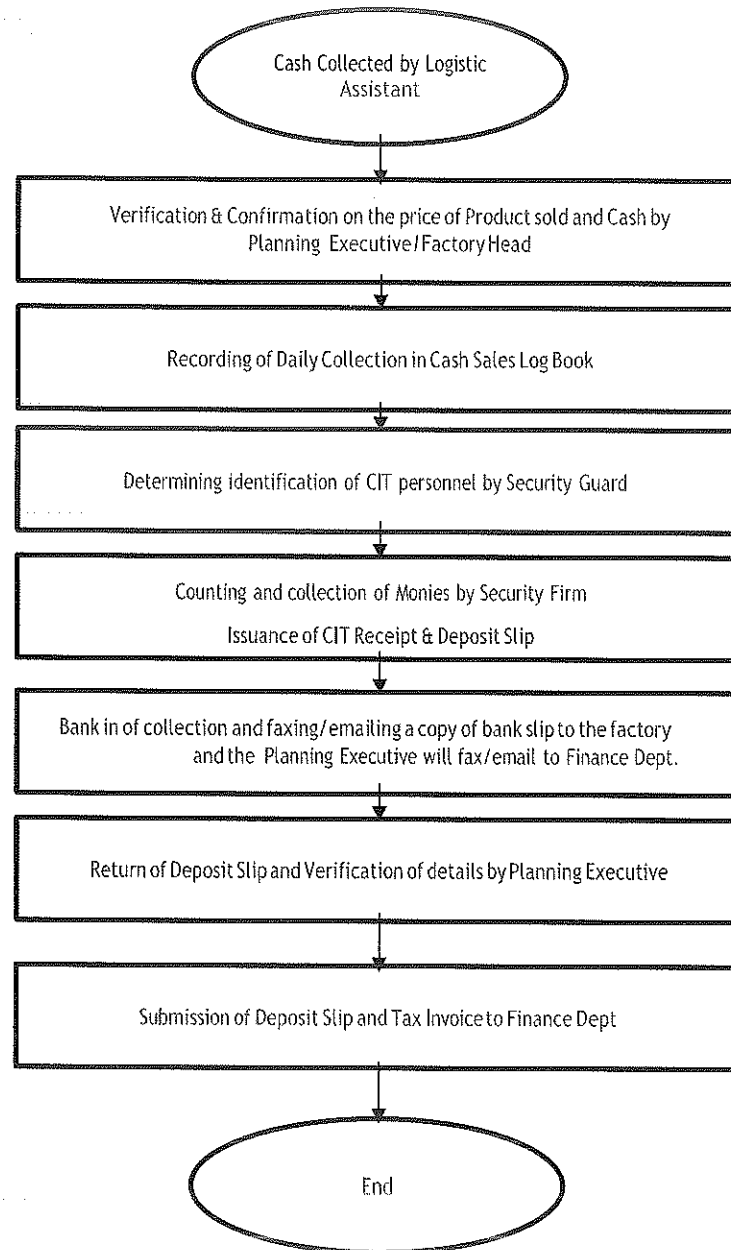 Cash Collected by Logistic
Assistant
Verification & Confirmation on the price of Product sold and Cash by
Planning Executive/Factory Head
Recording of Daily Collection in Cash Sales Log Book
Determining identification of CIT personnel by Security Guard
Counting and collection of Monies by Security Firm
Issuance of CIT Receipt & Deposit Slip
Bank in of collection and faxing/emailing a copy of bank slip to the factory
and the Planning Executive will fax/email to Finance Dept.
Return of Deposit Slip and Verification of details by Planning Executive
Submission of Deposit Slip and Tax Invoice to Finance Dept
End